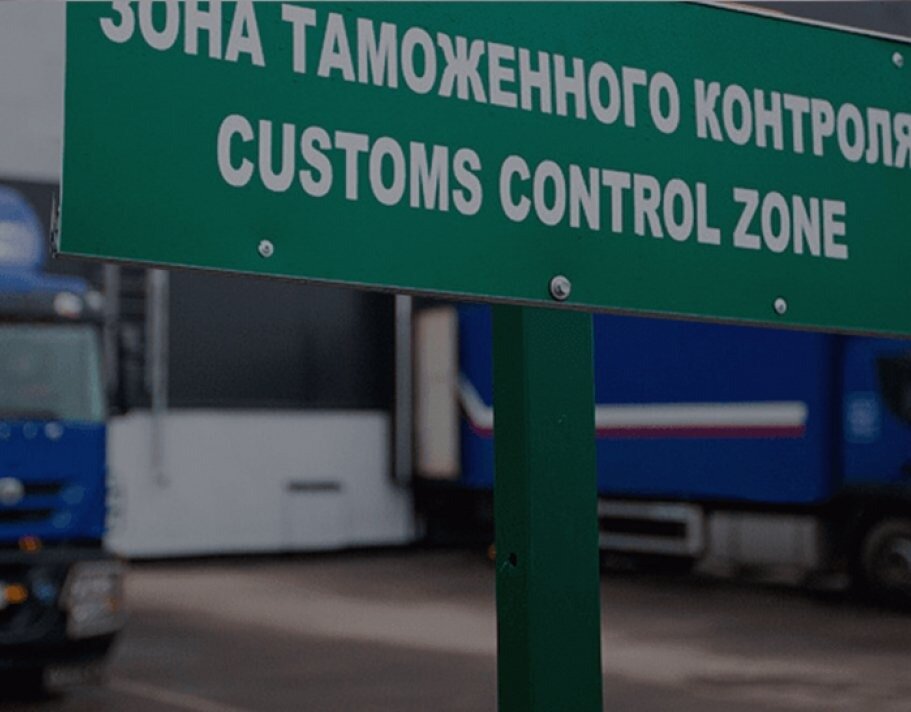 ЗОНА ТАМОЖЕННОГО КОНТРОЛЯ
CUSTOMS CONTROL ZONE